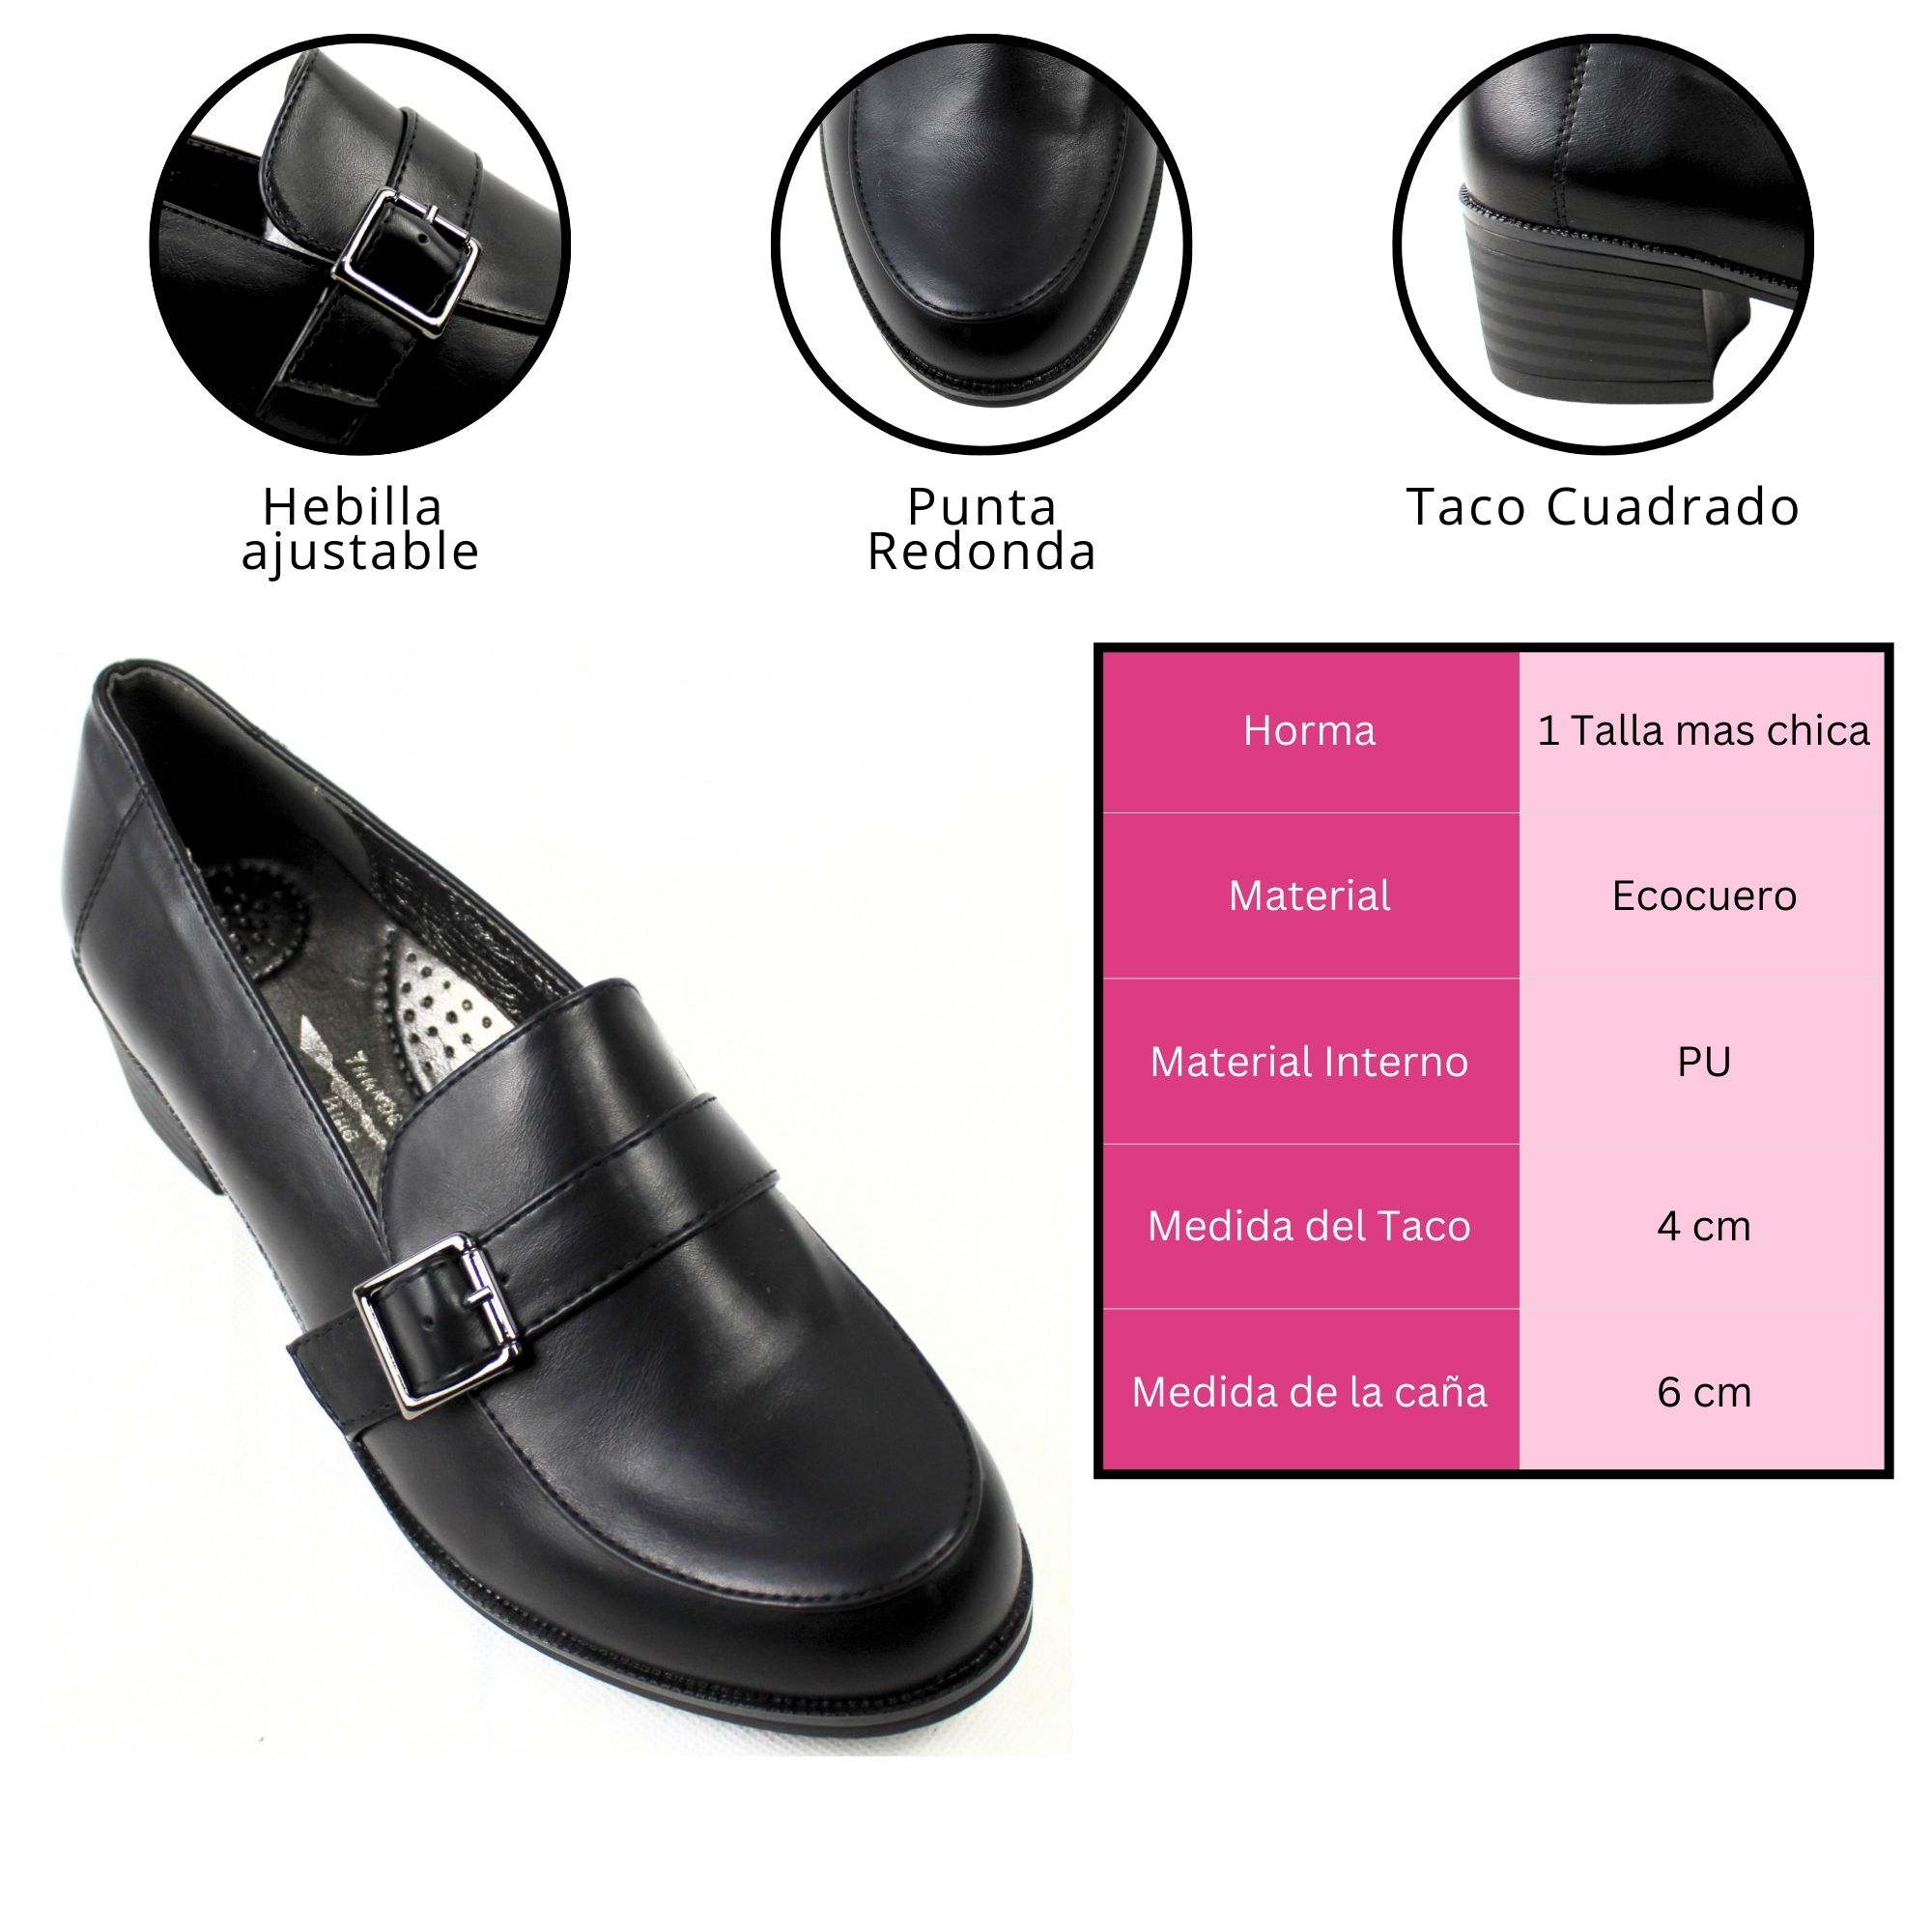 Hebilla
ajustable
Punta
Redonda
Taco Cuadrado
Horma
1 Talla mas chica
Material
Ecocuero
Material Interno
PU
Medida del Taco
4 cm
Medida de la caña
6 cm